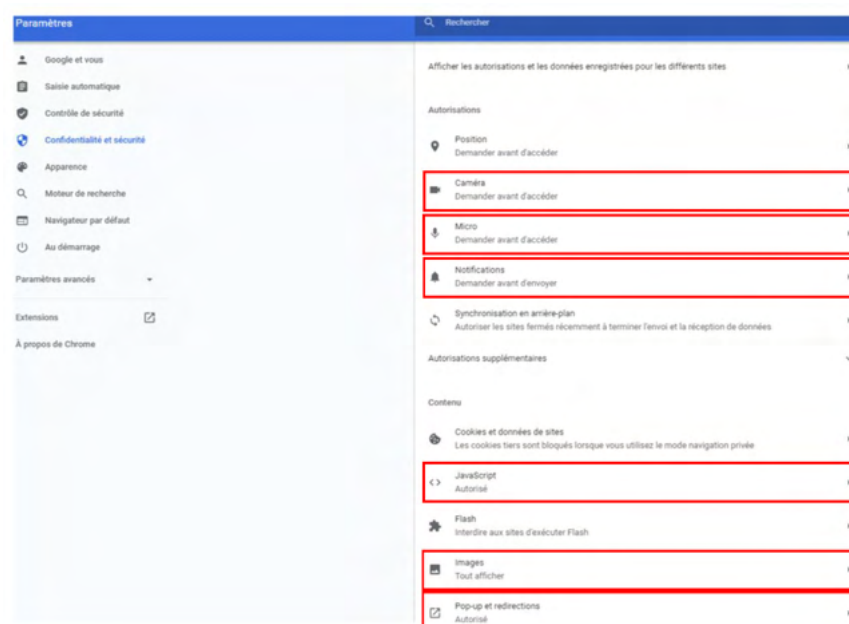 Paramètres
Rechercher
Google et vous
Saisie automatique
Contrôle de sécurité
Confidentialité et sécurité
Apparence
Moteur de recherche
Navigateur par défaut
Au démarrage
Paramètres avancés
Extensions
À propos de Chrome
Afficher les autorisations et les données enregistrées pour les différents sites
Autorisations
Position
Demander avant d'accéder
Caméra
Demander avant d'accéder
Micro
Demander avant d'accéder
Notifications
Demander avant d'envoyer
Synchronisation en arrière-plan
Autoriser les sites fermés récemment à terminer l'envoi et la réception de données
Autorisations supplémentaires
Contenu
Cookies et données de sites
Les cookies tiers sont bloqués lorsque vous utilisez le mode navigation privée
JavaScript
Autorisé
Flash
Interdire aux sites d'exécuter Flash
Images
Tout afficher
Pop-up et redirections
Autorisé